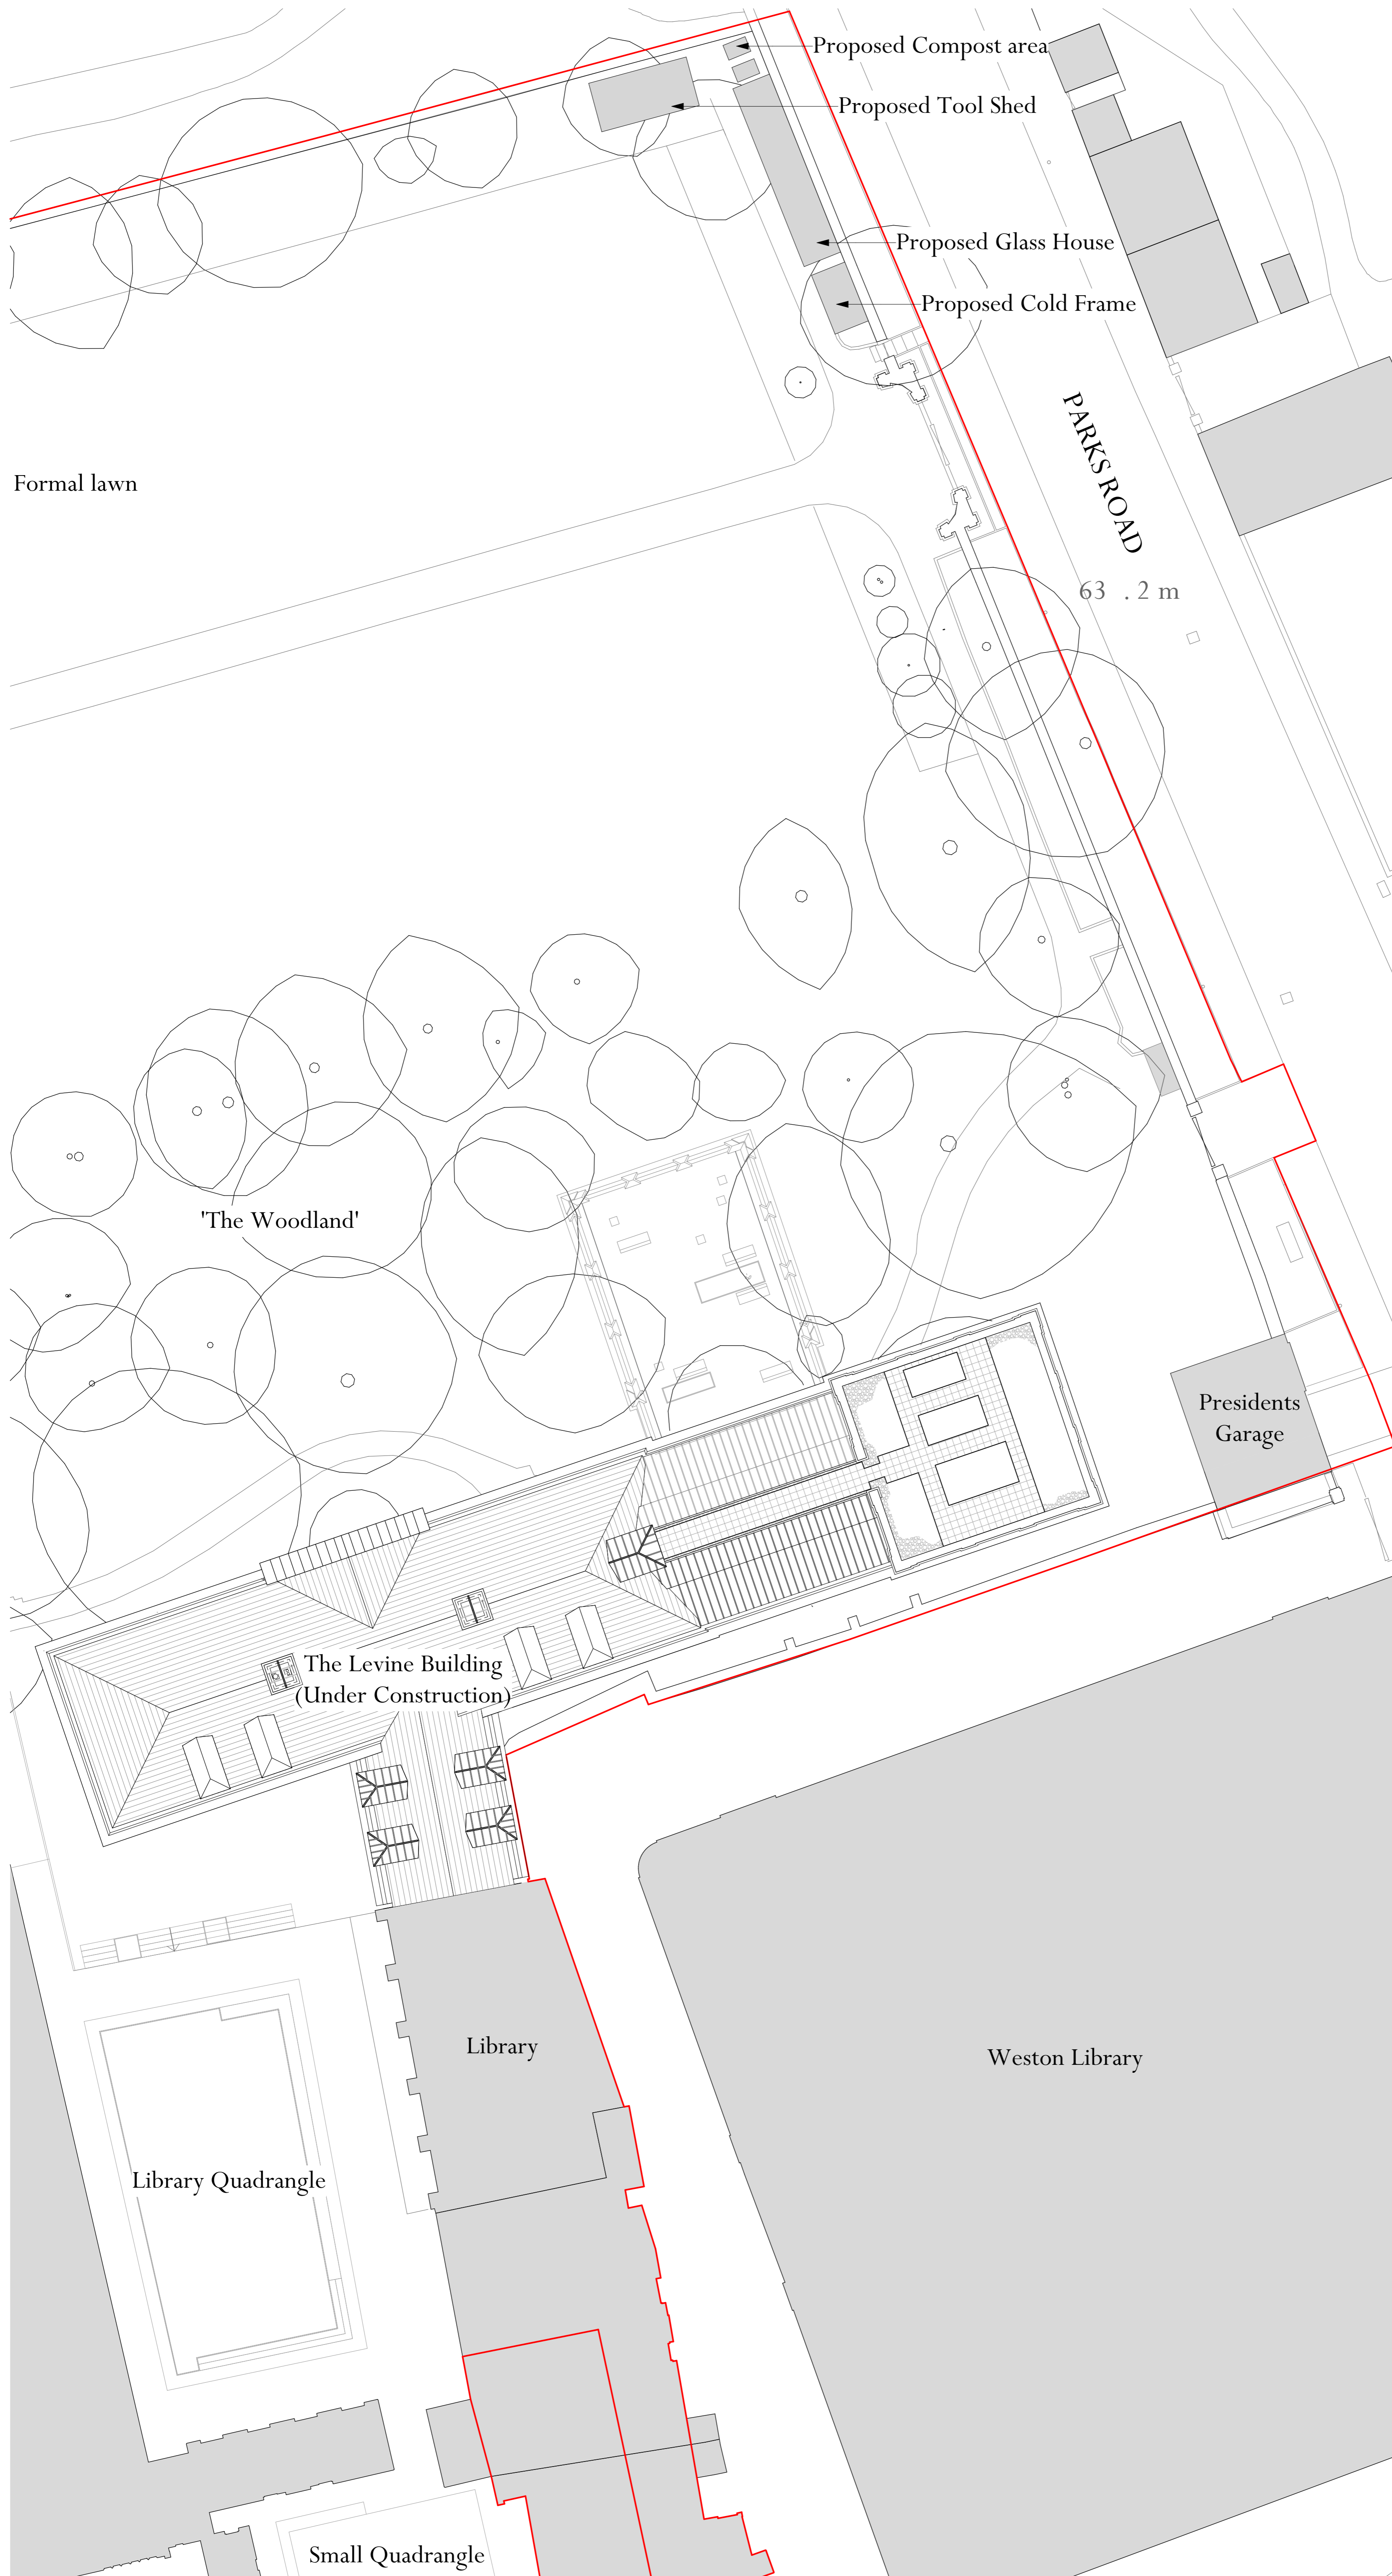 Proposed Compost area
Proposed Tool Shed
Proposed Glass House
Proposed Cold Frame
PARKS ROAD
Formal lawn
63 . 2 m
'The Woodland'
Presidents
Garage
The Levine Building
(Under Construction)
Library
Weston Library
Library Quadrangle
Small Quadrangle